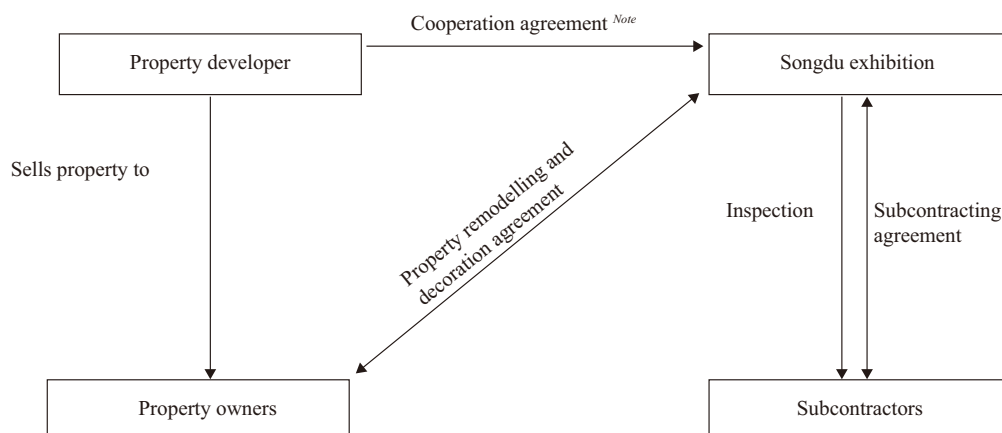 Cooperation agreement Note
Property developer
Songdu exhibition
Sells property to
Property remodelling and
decoration agreement
Inspection
Subcontracting
agreement
Property owners
Subcontractors